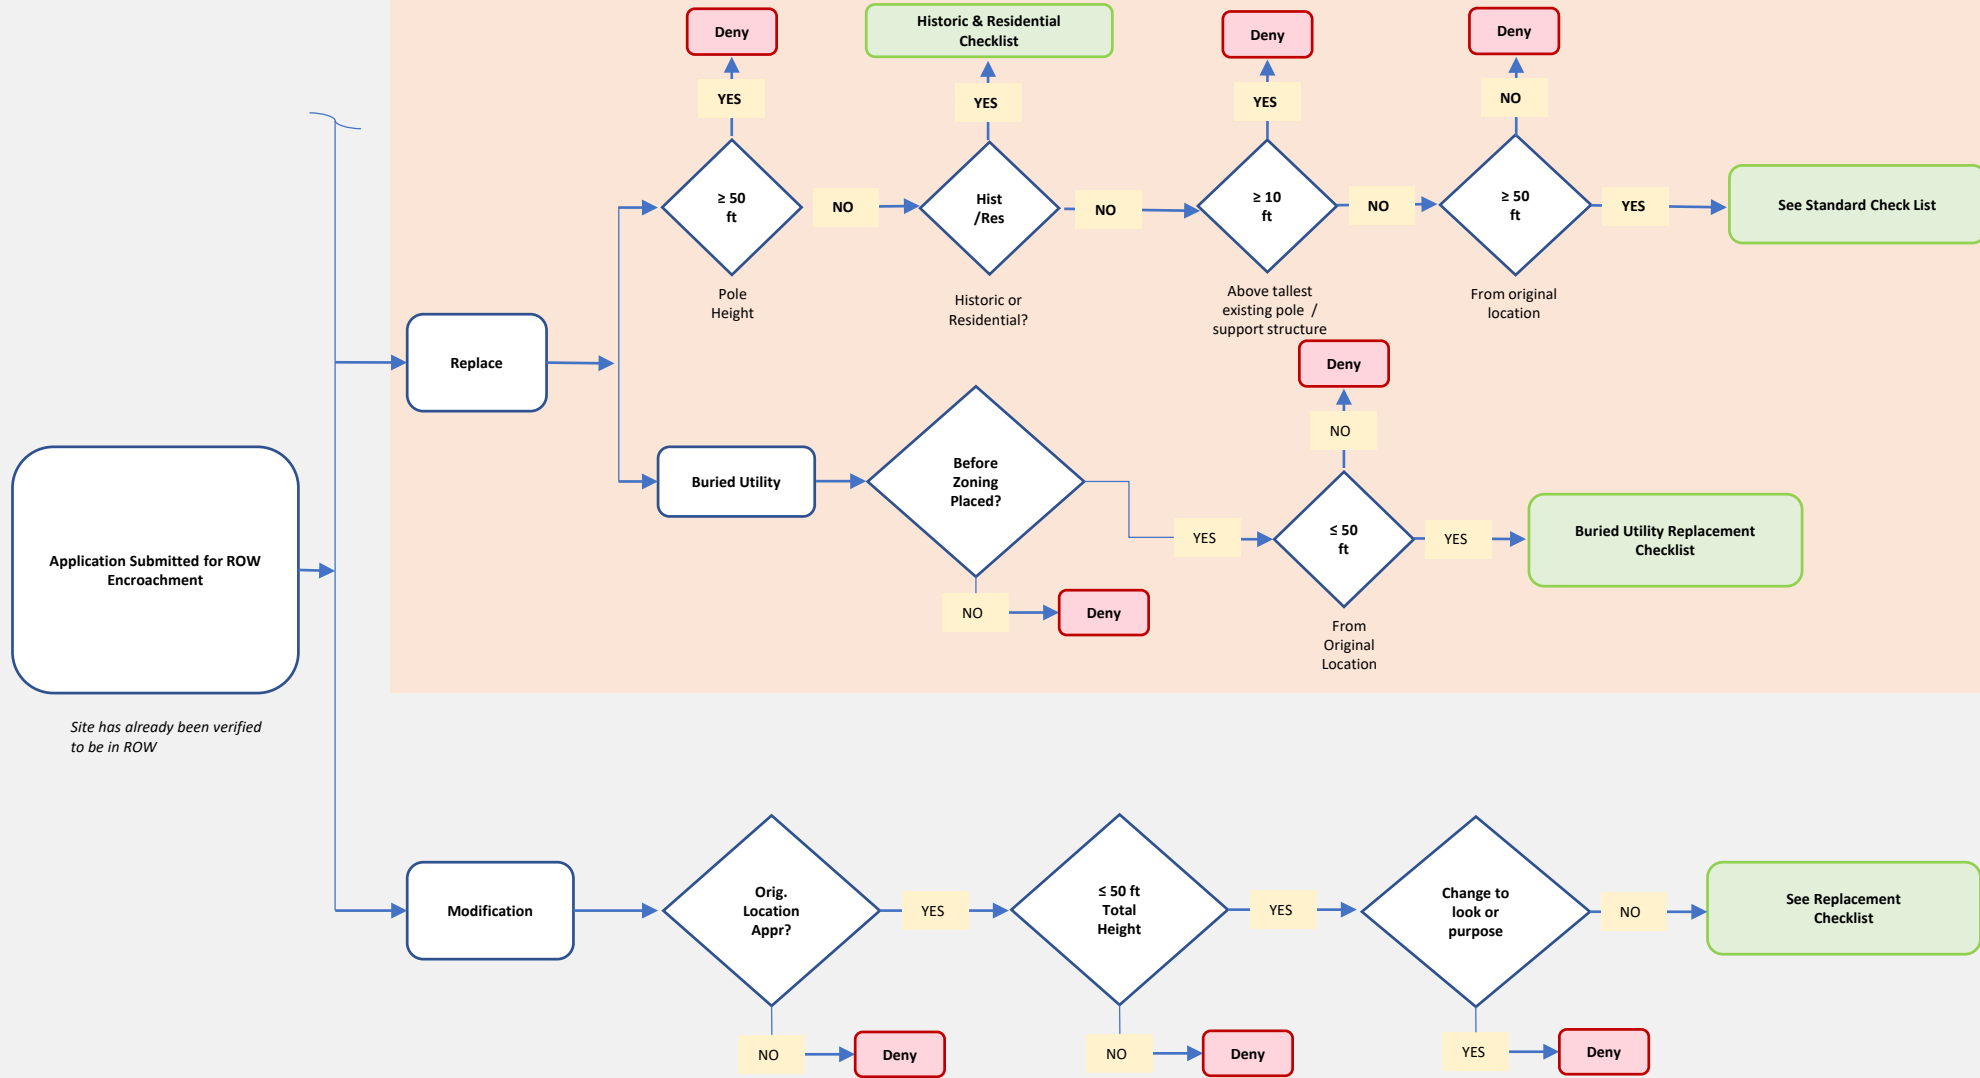 Deny
Historic & Residential
Checklist
Deny
Deny
YES
YES
YES
NO
≥ 50
ft
NO
Hist
/Res
NO
≥ 10
ft
NO
≥ 50
ft
YES
See Standard Check List
Pole
Height
Historic or
Residential?
Above tallest
existing pole /
support structure
From original
location
Replace
Deny
NO
Buried Utility
Before
Zoning
Placed?
YES
≤ 50
ft
YES
Buried Utility Replacement
Checklist
NO
Deny
From
Original
Location
Application Submitted for ROW
Encroachment
Site has already been verified
to be in ROW
Modification
Orig.
Location
Appr?
YES
≤ 50 ft
Total
Height
YES
Change to
look or
purpose
NO
See Replacement
Checklist
NO
Deny
NO
Deny
YES
Deny